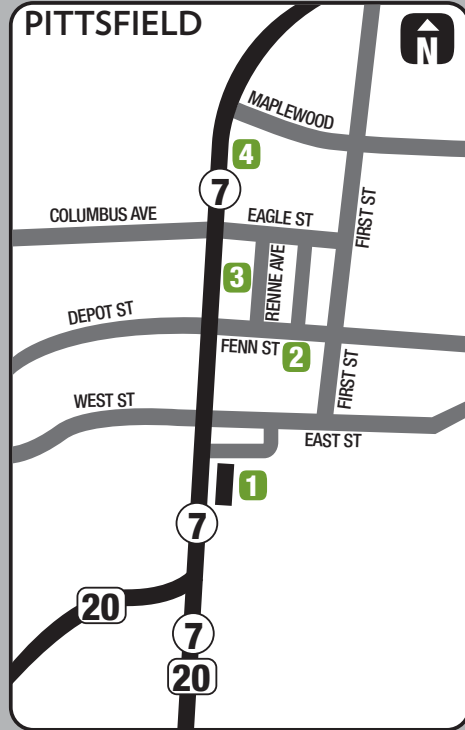 PITTSFIELD
N
MAPLEWOOD
4
7
COLUMBUS AVE
EAGLE ST
FIRST ST
3
RENNE AVE
DEPOT ST
FENN ST
2
FIRST ST
WEST ST
EAST ST
1
7
20
7
20